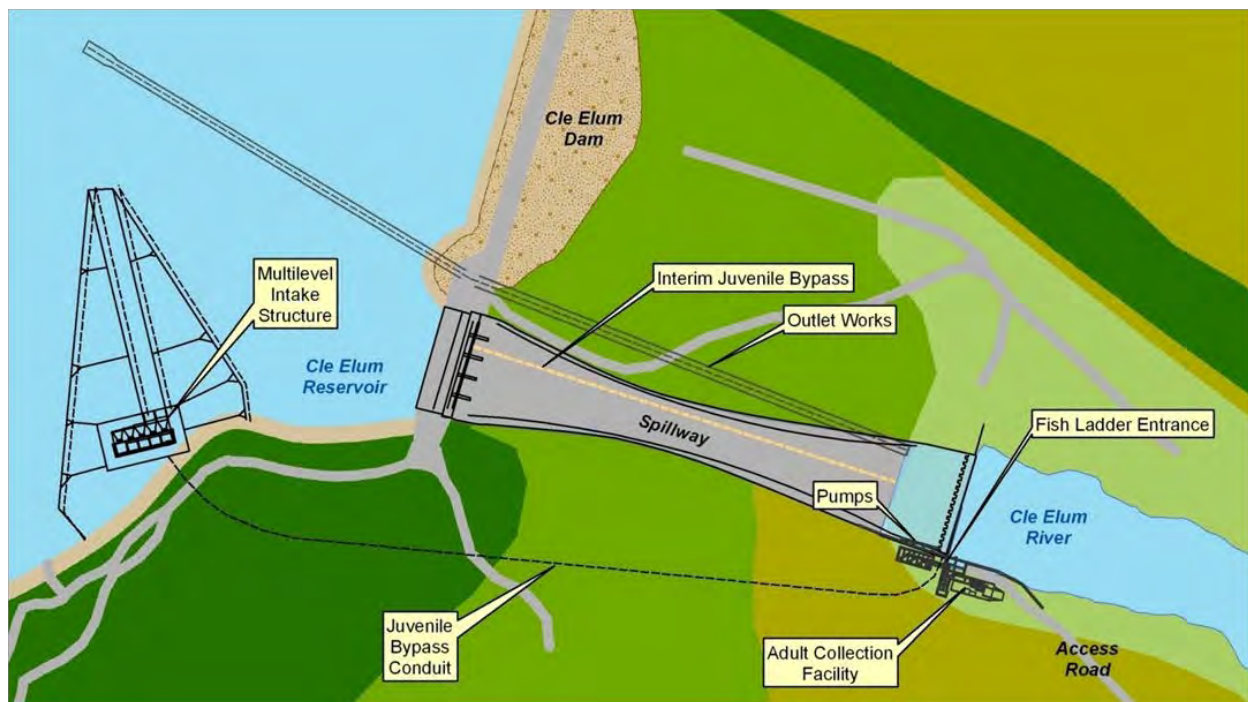 Cle Elum
Dam
Multilevel
Intake
Structure
Interim Juvenile Bypass
Outlet Works
Cle Elum
Reservoir
Spillway
Fish Ladder Entrance
Pumps
Cle Elum
River
Juvenile
Bypass
Conduit
Adult Collection
Facility
Access
Road